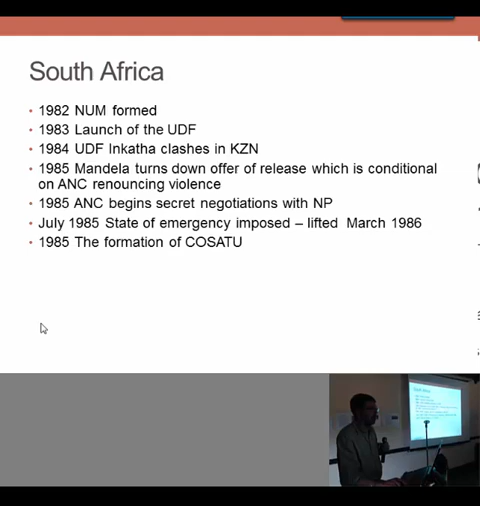 South Africa
• 1982 NUM formed
• 1983 Launch of the UDF
• 1984 UDF Inkatha clashes in KZN
• 1985 Mandela turns down offer of release which is conditional
on ANC renouncing violence
• 1985 ANC begins secret negotiations with NP
• July 1985 State of emergency imposed – lifted  March 1986
• 1985 The formation of COSATU